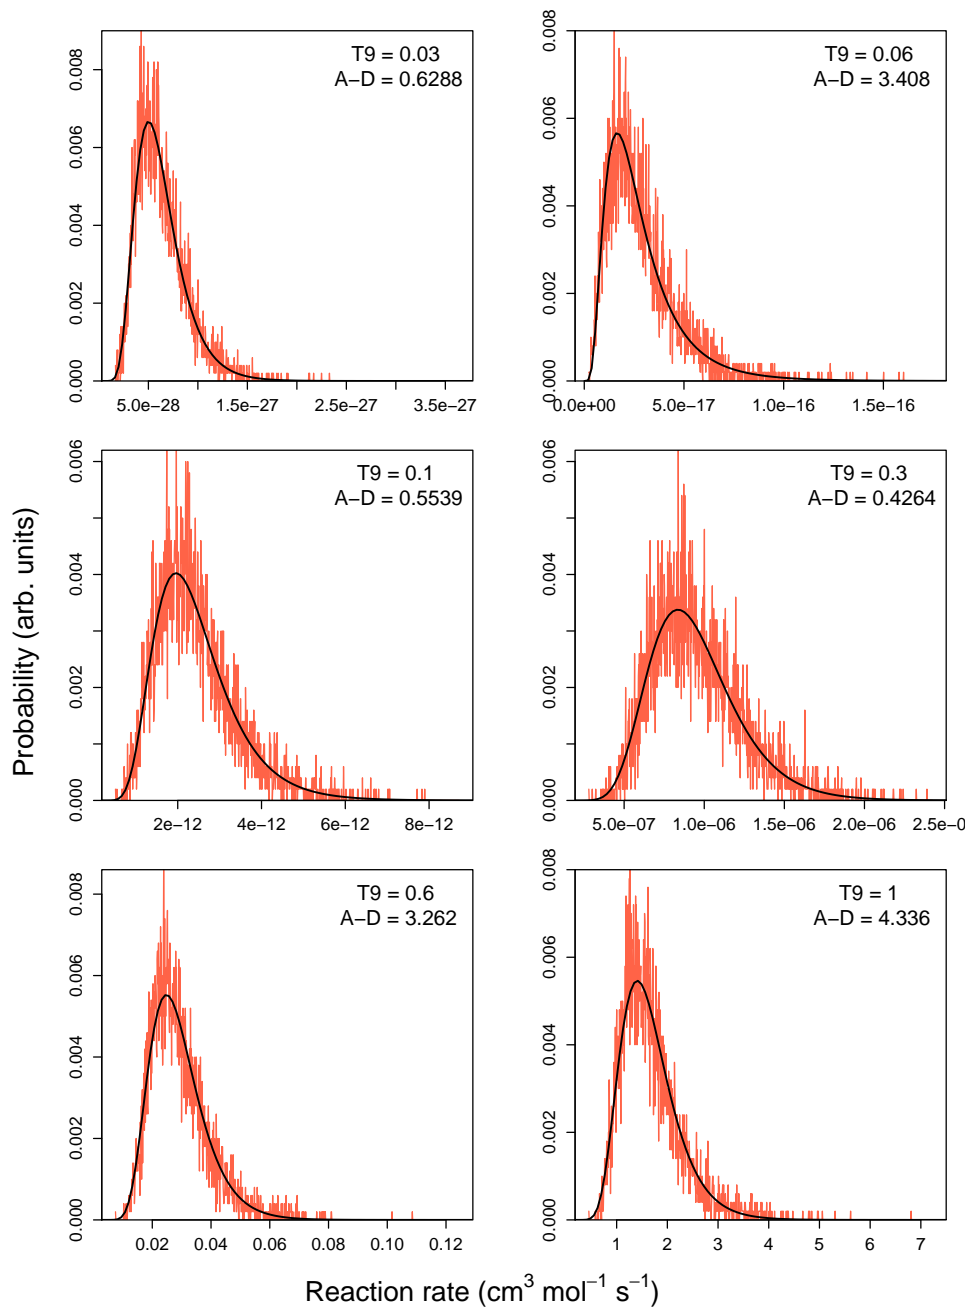 T9 = 0.03
A−D = 0.6288
0.000 0.002 0.004 0.006 0.008
5.0e−28 1.5e−27 2.5e−27 3.5e−27
T9 = 0.06
A−D = 3.408
0.000 0.002 0.004 0.006 0.008
0.0e+00 5.0e−17 1.0e−16 1.5e−16
T9 = 0.1
A−D = 0.5539
0.000 0.002 0.004 0.006
2e−12 4e−12 6e−12 8e−12
T9 = 0.3
A−D = 0.4264
0.000 0.002 0.004 0.006
5.0e−07 1.0e−06 1.5e−06 2.0e−06 2.5e−0
Probability (arb. units)
T9 = 0.6
A−D = 3.262
0.000 0.002 0.004 0.006 0.008
0.02 0.04 0.06 0.08 0.10 0.12
T9 = 1
A−D = 4.336
0.000 0.002 0.004 0.006 0.008
1 2 3 4 5 6 7
Reaction rate (cm³ mol⁻¹ s⁻¹)